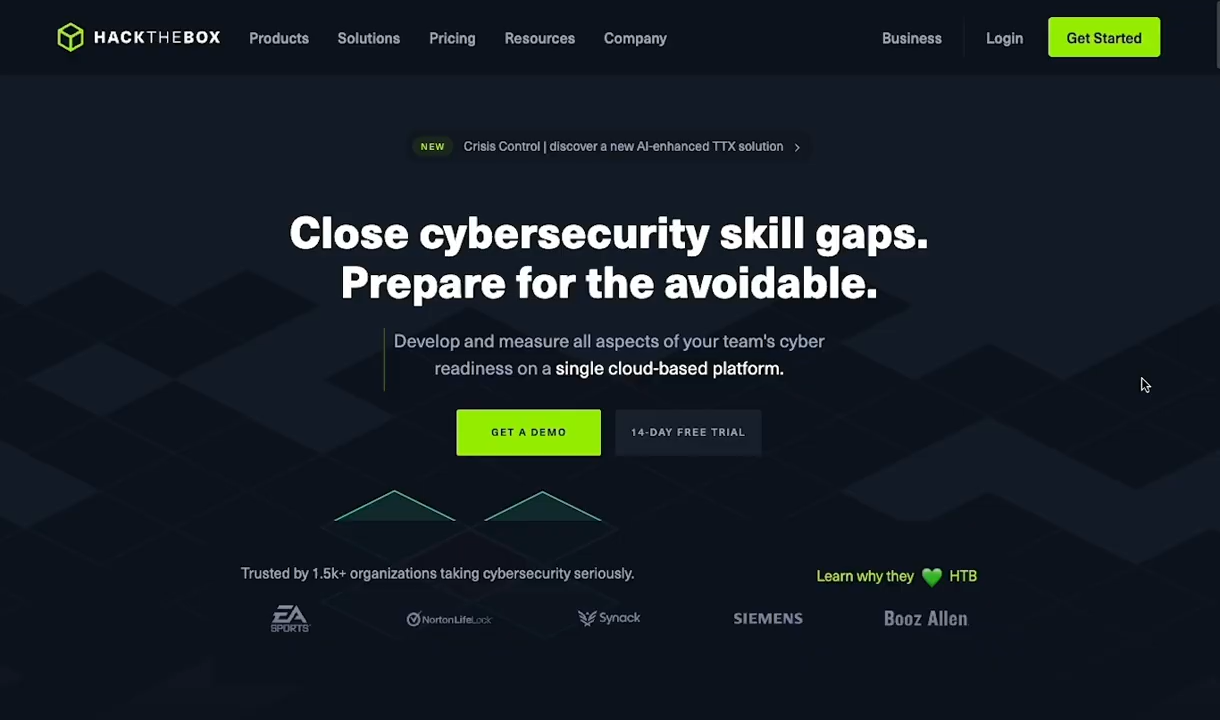 HACKTHEBOX Products Solutions Pricing Resources Company Business Login Get Started
NEW Crisis Control | discover a new AI-enhanced TTX solution
Close cybersecurity skill gaps.
Prepare for the avoidable.
Develop and measure all aspects of your team's cyber
readiness on a single cloud-based platform.
GET A DEMO 14-DAY FREE TRIAL
Trusted by 1.5k+ organizations taking cybersecurity seriously. Learn why they 💚 HTB
EA SPORTS NortonLifeLock Synack SIEMENS Booz Allen